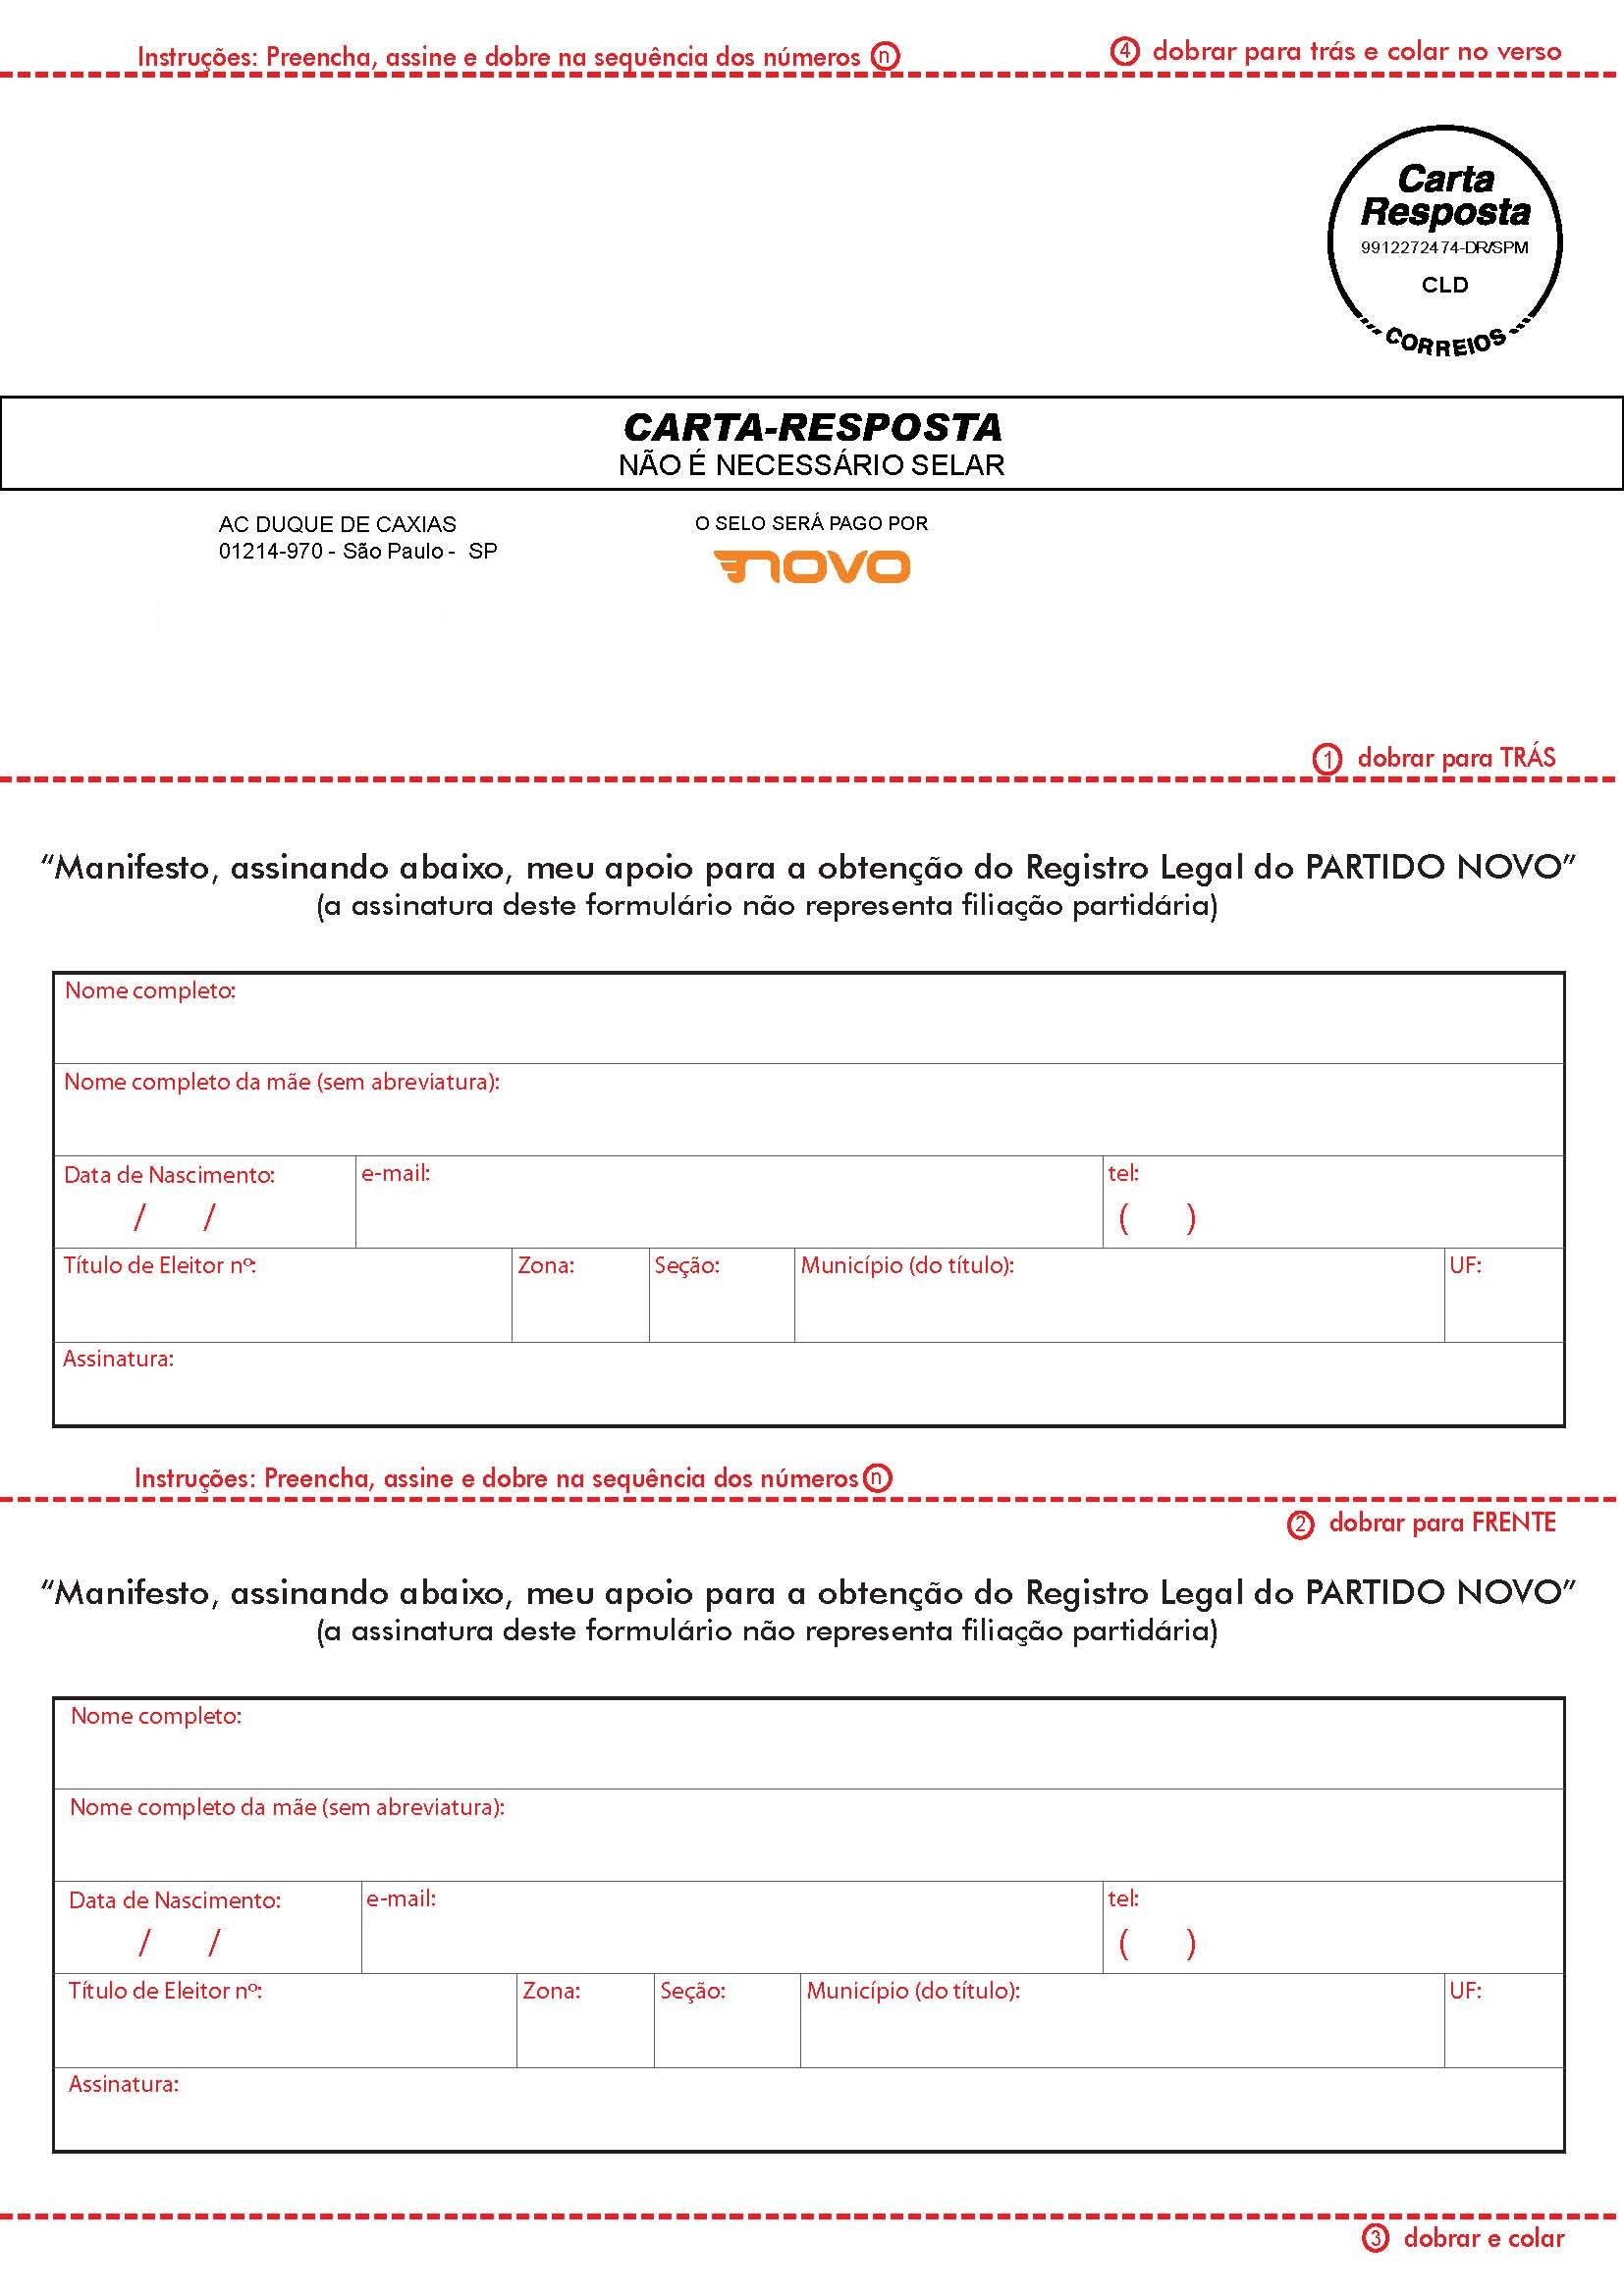 Instruções: Preencha, assine e dobre na sequência dos números n
4 dobrar para trás e colar no verso
Carta
Resposta
9912272474-DR/SPM
CLD
CORREIOS
CARTA-RESPOSTA
NÃO É NECESSÁRIO SELAR
AC DUQUE DE CAXIAS
01214-970 - São Paulo - SP
O SELO SERÁ PAGO POR
NOVO
1 dobrar para TRÁS
“Manifesto, assinando abaixo, meu apoio para a obtenção do Registro Legal do PARTIDO NOVO”
(a assinatura deste formulário não representa filiação partidária)
Nome completo:
Nome completo da mãe (sem abreviatura):
Data de Nascimento: e-mail: tel:
/ / ( )
Título de Eleitor nº: Zona: Seção: Município (do título): UF:
Assinatura:
Instruções: Preencha, assine e dobre na sequência dos números n
2 dobrar para FRENTE
“Manifesto, assinando abaixo, meu apoio para a obtenção do Registro Legal do PARTIDO NOVO”
(a assinatura deste formulário não representa filiação partidária)
Nome completo:
Nome completo da mãe (sem abreviatura):
Data de Nascimento: e-mail: tel:
/ / ( )
Título de Eleitor nº: Zona: Seção: Município (do título): UF:
Assinatura:
3 dobrar e colar